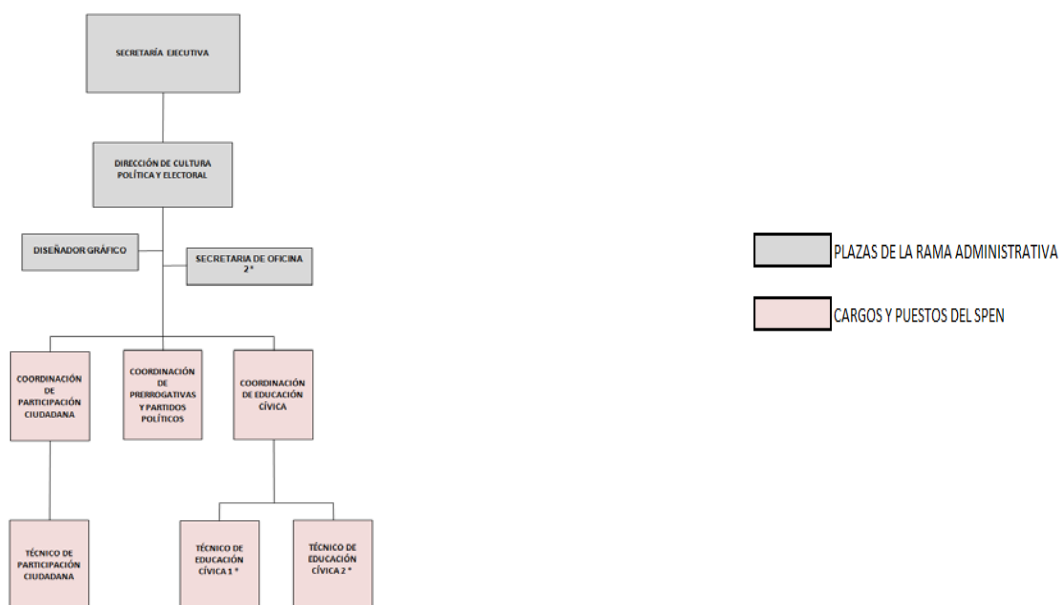 SECRETARÍA EJECUTIVA
DIRECCIÓN DE CULTURA
POLÍTICA Y ELECTORAL
DISEÑADOR GRÁFICO
SECRETARIA DE OFICINA
2*
PLAZAS DE LA RAMA ADMINISTRATIVA
CARGOS Y PUESTOS DEL SPEN
COORDINACIÓN
DE
PARTICIPACIÓN
CIUDADANA
COORDINACIÓN
DE
PRERROGATIVAS
Y PARTIDOS
POLÍTICOS
COORDINACIÓN
DE EDUCACIÓN
CÍVICA
TÉCNICO DE
PARTICIPACIÓN
CIUDADANA
TÉCNICO DE
EDUCACIÓN
CÍVICA 1 *
TÉCNICO DE
EDUCACIÓN
CÍVICA 2 *